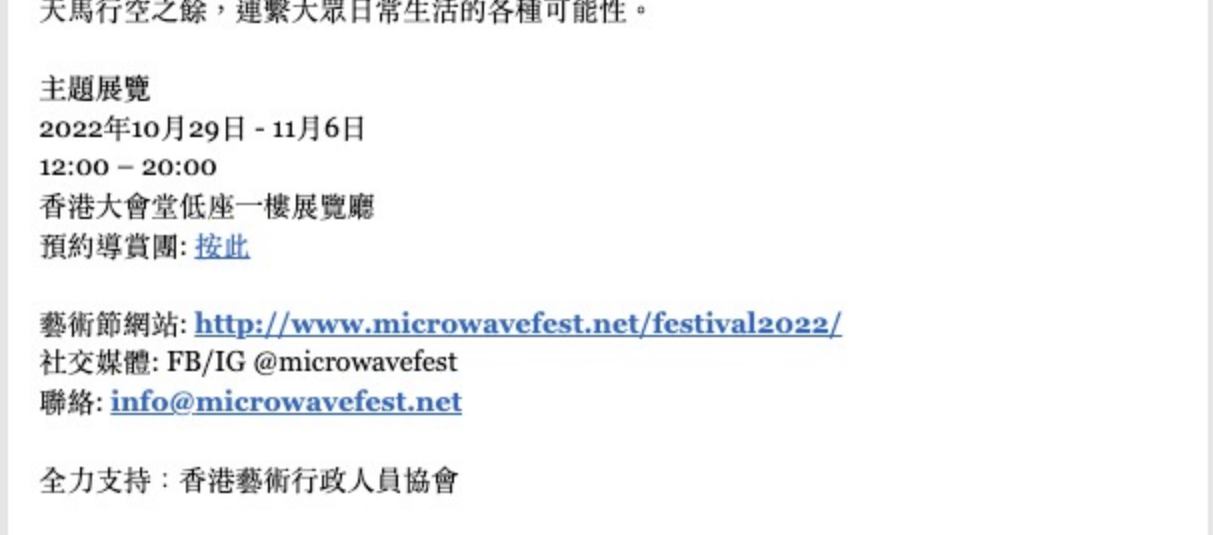 天馬行空之餘，連繫大眾日常生活的各種可能性。
主題展覽
2022年10月29日 - 11月6日
12:00 – 20:00
香港大會堂低座一樓展覽廳
預約導賞團: 按此
藝術節網站: http://www.microwavefest.net/festival2022/
社交媒體: FB/IG @microwavefest
聯絡: info@microwavefest.net
全力支持：香港藝術行政人員協會